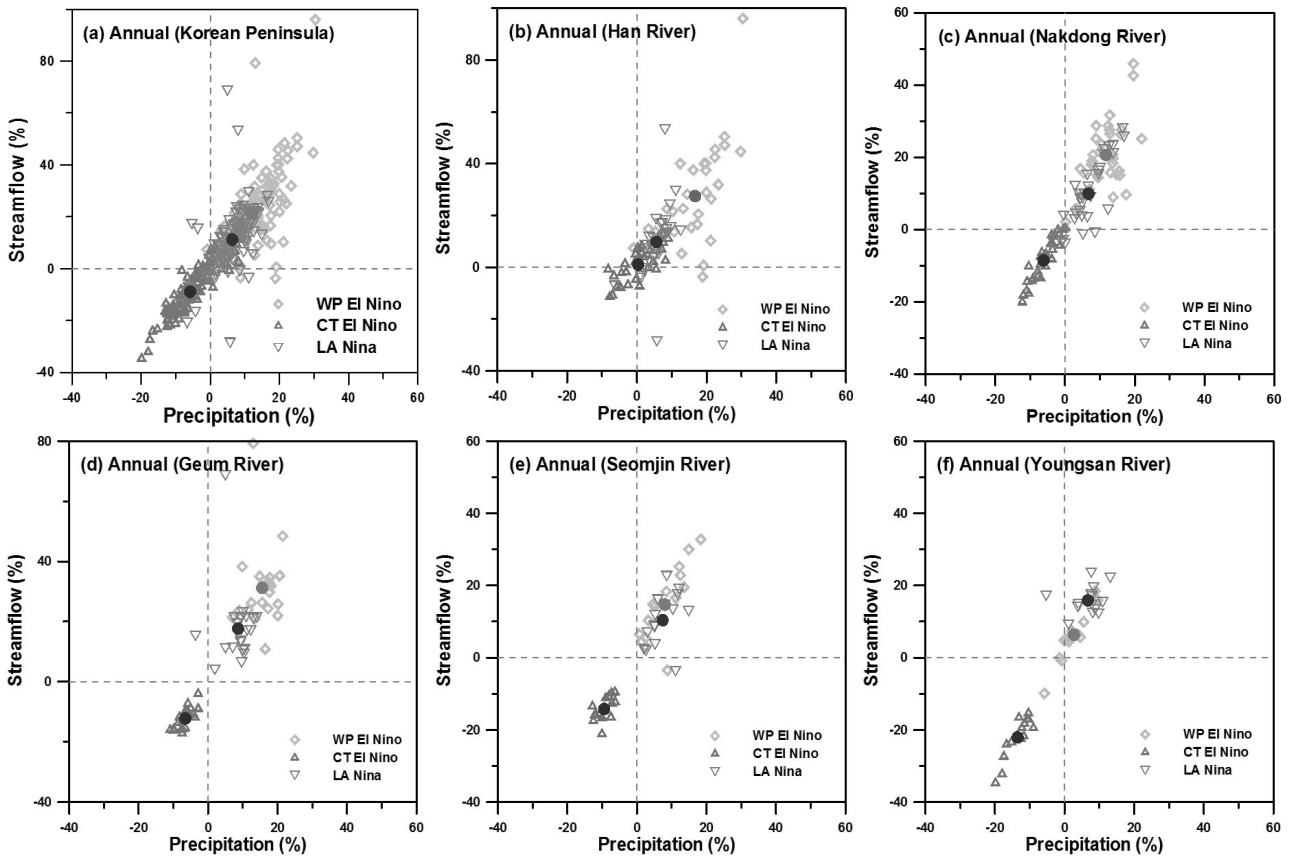 (a) Annual (Korean Peninsula)
80
40
0
-40
Streamflow (%)
WP El Nino
CT El Nino
LA Nina
-40 -20 0 20 40 60
Precipitation (%)
(b) Annual (Han River)
80
40
0
-40
Streamflow (%)
WP El Nino
CT El Nino
LA Nina
-40 -20 0 20 40 60
Precipitation (%)
(c) Annual (Nakdong River)
60
40
20
0
-20
-40
Streamflow (%)
WP El Nino
CT El Nino
LA Nina
-40 -20 0 20 40 60
Precipitation (%)
(d) Annual (Geum River)
80
40
0
-40
Streamflow (%)
WP El Nino
CT El Nino
LA Nina
-40 -20 0 20 40 60
Precipitation (%)
(e) Annual (Seomjin River)
60
40
20
0
-20
-40
Streamflow (%)
WP El Nino
CT El Nino
LA Nina
-40 -20 0 20 40 60
Precipitation (%)
(f) Annual (Youngsan River)
60
40
20
0
-20
-40
Streamflow (%)
WP El Nino
CT El Nino
LA Nina
-40 -20 0 20 40 60
Precipitation (%)